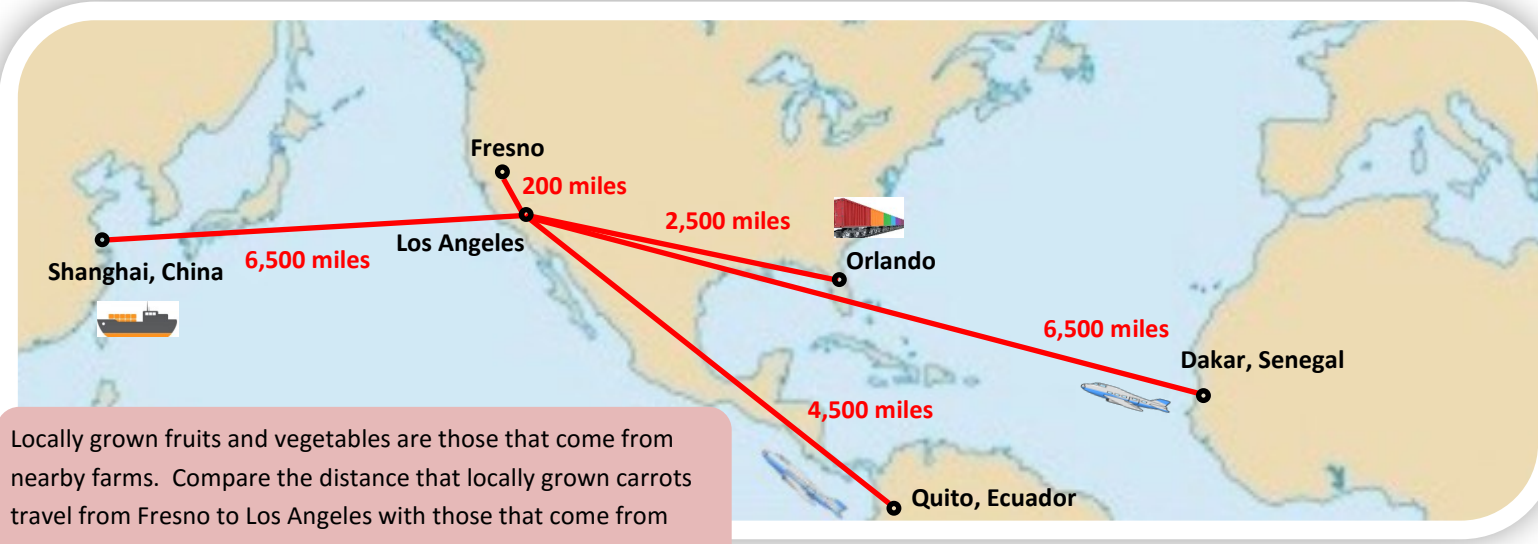 Fresno
200 miles
2,500 miles
Los Angeles
Orlando
6,500 miles
Shanghai, China
6,500 miles
Dakar, Senegal
4,500 miles
Quito, Ecuador
Locally grown fruits and vegetables are those that come from
nearby farms.  Compare the distance that locally grown carrots
travel from Fresno to Los Angeles with those that come from